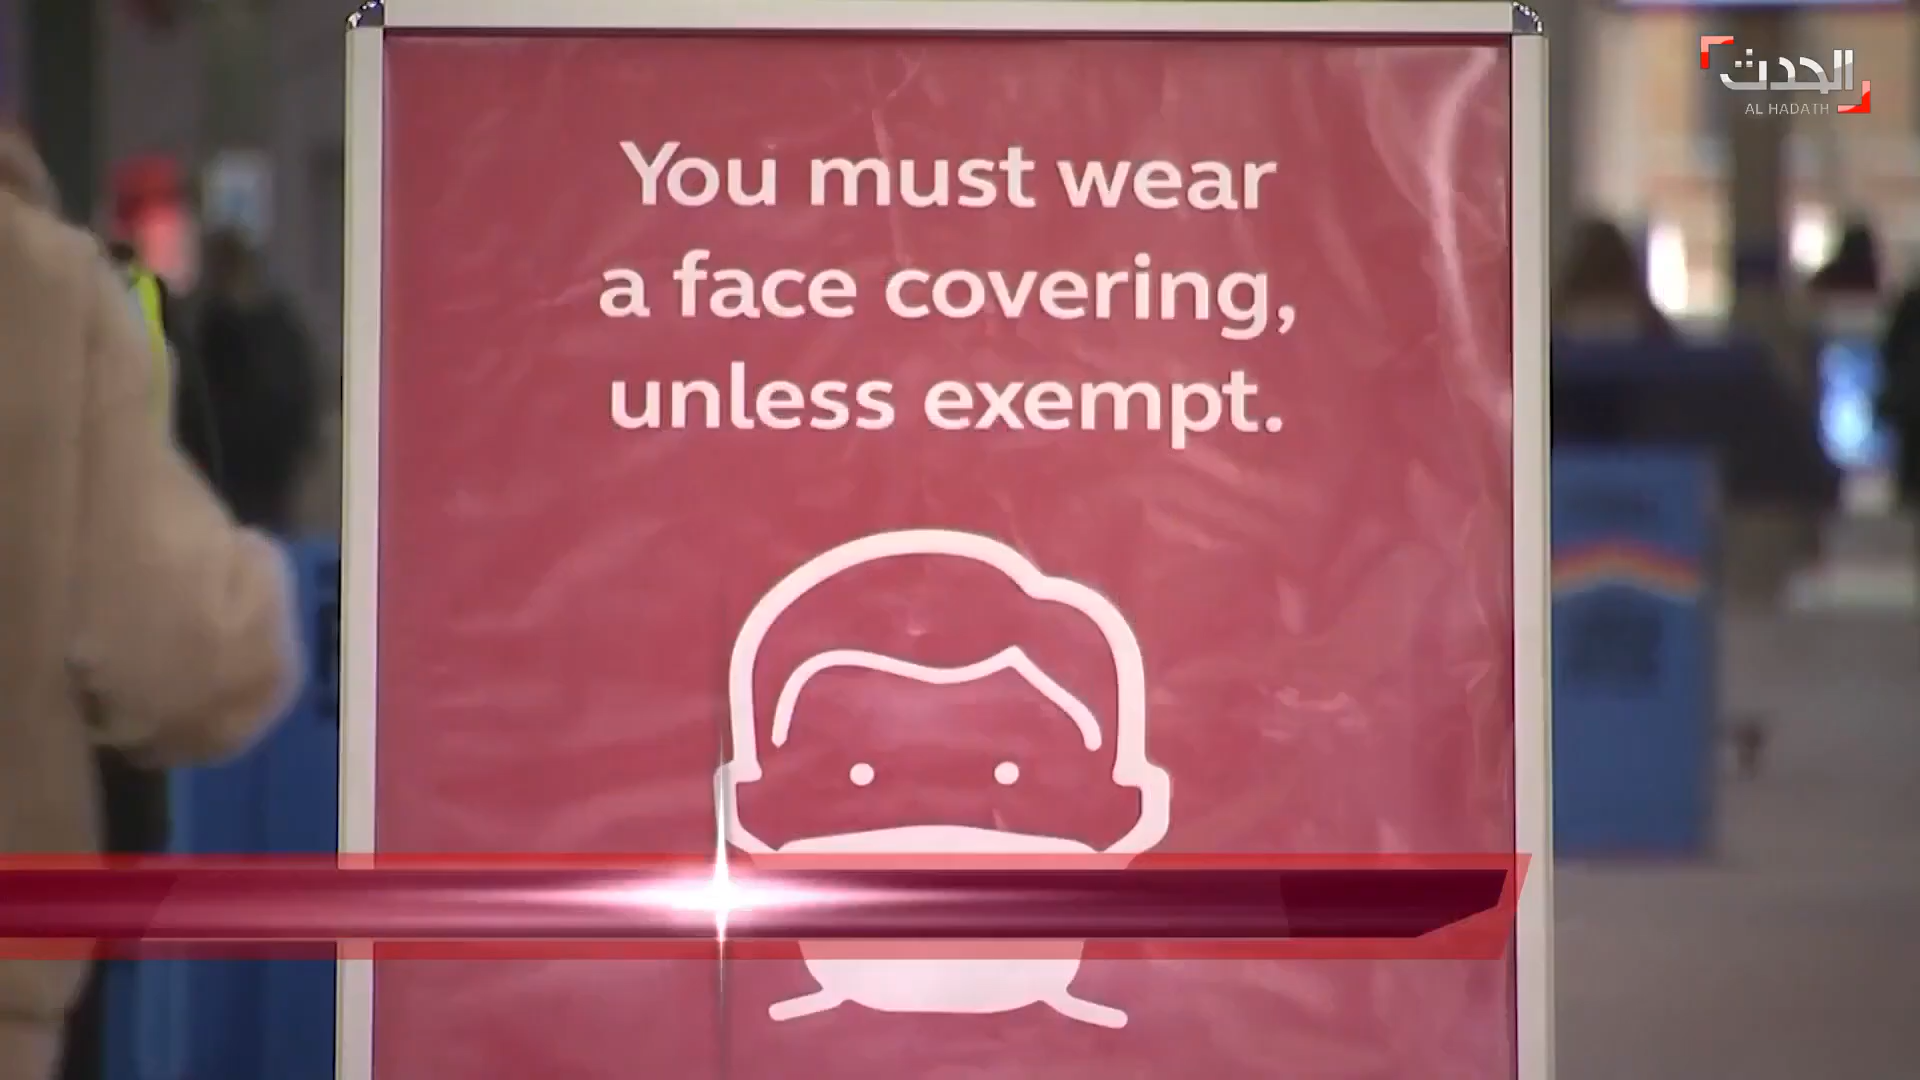 الحدث
AL HADATH
You must wear
a face covering,
unless exempt.